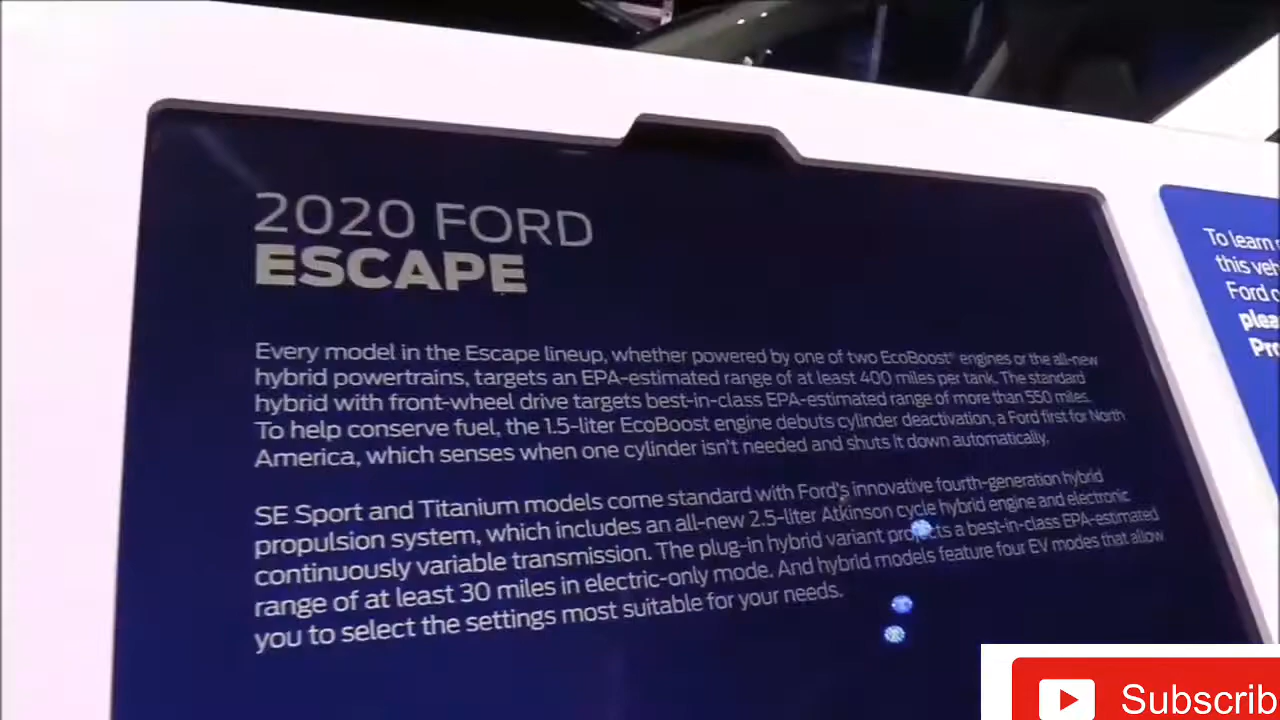 2020 FORD
ESCAPE
Every model in the Escape lineup, whether powered by one of two EcoBoost® engines or the all-new
hybrid powertrains, targets an EPA-estimated range of at least 400 miles per tank. The standard
hybrid with front-wheel drive targets best-in-class EPA-estimated range of more than 550 miles.
To help conserve fuel, the 1.5-liter EcoBoost engine debuts cylinder deactivation, a Ford first for North
America, which senses when one cylinder isn't needed and shuts it down automatically.
SE Sport and Titanium models come standard with Ford's innovative fourth-generation hybrid
propulsion system, which includes an all-new 2.5-liter Atkinson cycle hybrid engine and electronic
continuously variable transmission. The plug-in hybrid variant projects a best-in-class EPA-estimated
range of at least 30 miles in electric-only mode. And hybrid models feature four EV modes that allow
you to select the settings most suitable for your needs.
To learn
this veh
Ford o
plea
Pro
Subscrib